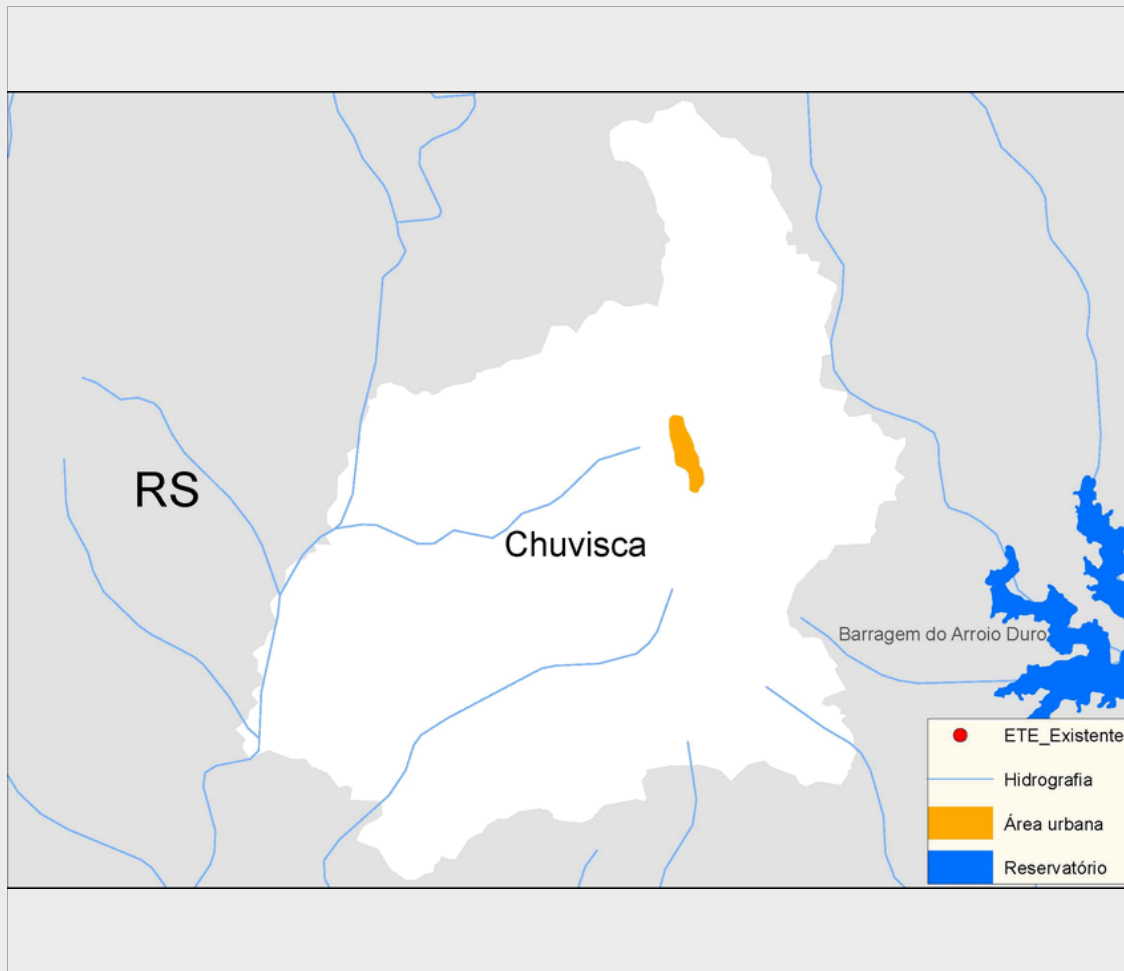 RS
Chuvisca
Barragem do Arroio Duro
ETE_Existente
Hidrografia
Área urbana
Reservatório